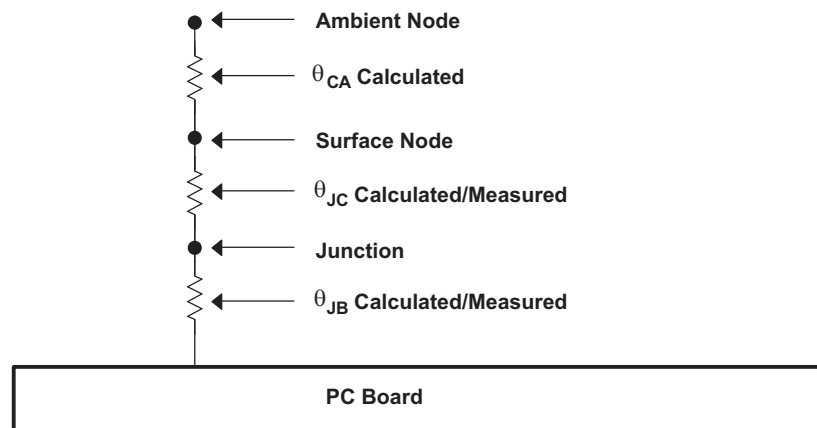 Ambient Node
θCA Calculated
Surface Node
θJC Calculated/Measured
Junction
θJB Calculated/Measured
PC Board